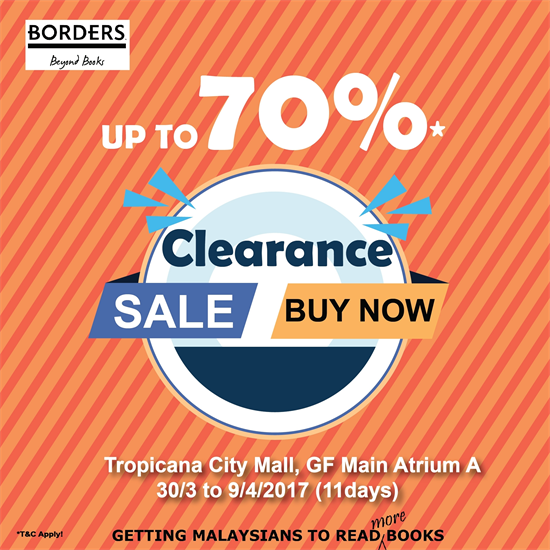 BORDERS.
Beyond Books
UP TO 70%*
Clearance
SALE BUY NOW
Tropicana City Mall, GF Main Atrium A
30/3 to 9/4/2017 (11days)
*T&C Apply!
more
GETTING MALAYSIANS TO READ BOOKS